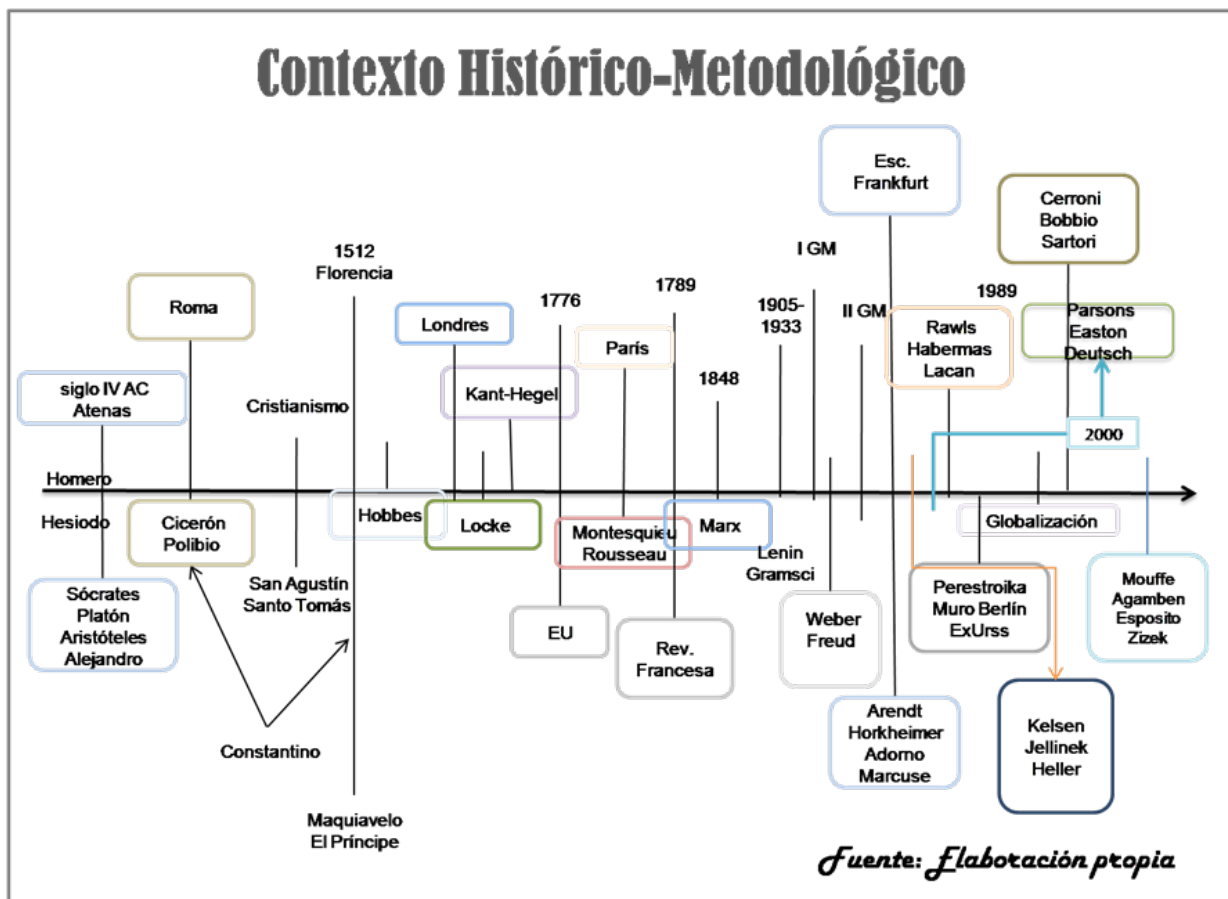 Contexto Histórico-Metodológico
Esc.
Frankfurt
Cerroni
Bobbio
Sartori
1512
Florencia
I GM
Roma
1776
1789
1905-
1933
II GM
1989
Londres
París
Rawls
Habermas
Lacan
Parsons
Easton
Deutsch
siglo IV AC
Atenas
Cristianismo
Kant-Hegel
1848
2000
Homero
Hesiodo
Cicerón
Polibio
Hobbes
Locke
Montesquieu
Rousseau
Marx
Lenin
Gramsci
Globalización
San Agustín
Santo Tomás
Sócrates
Platón
Aristóteles
Alejandro
EU
Rev.
Francesa
Weber
Freud
Perestroika
Muro Berlín
ExUrss
Mouffe
Agamben
Esposito
Zizek
Constantino
Arendt
Horkheimer
Adorno
Marcuse
Kelsen
Jellinek
Heller
Maquiavelo
El Príncipe
Fuente: Elaboración propia